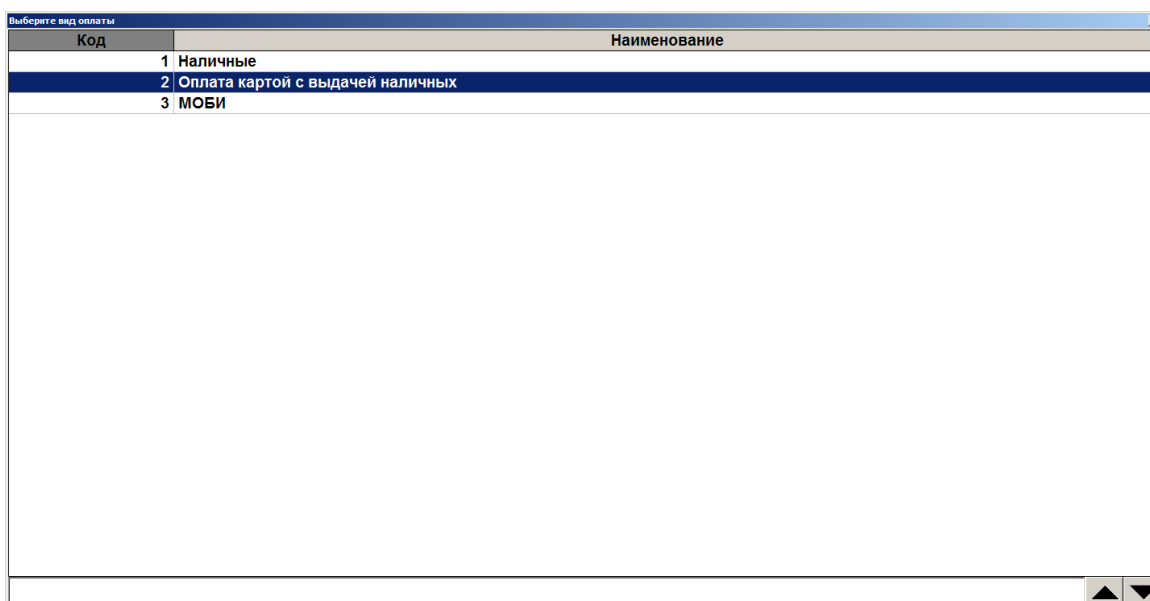 Выберите вид оплаты
Код Наименование
1 Наличные
2 Оплата картой с выдачей наличных
3 МОБИ